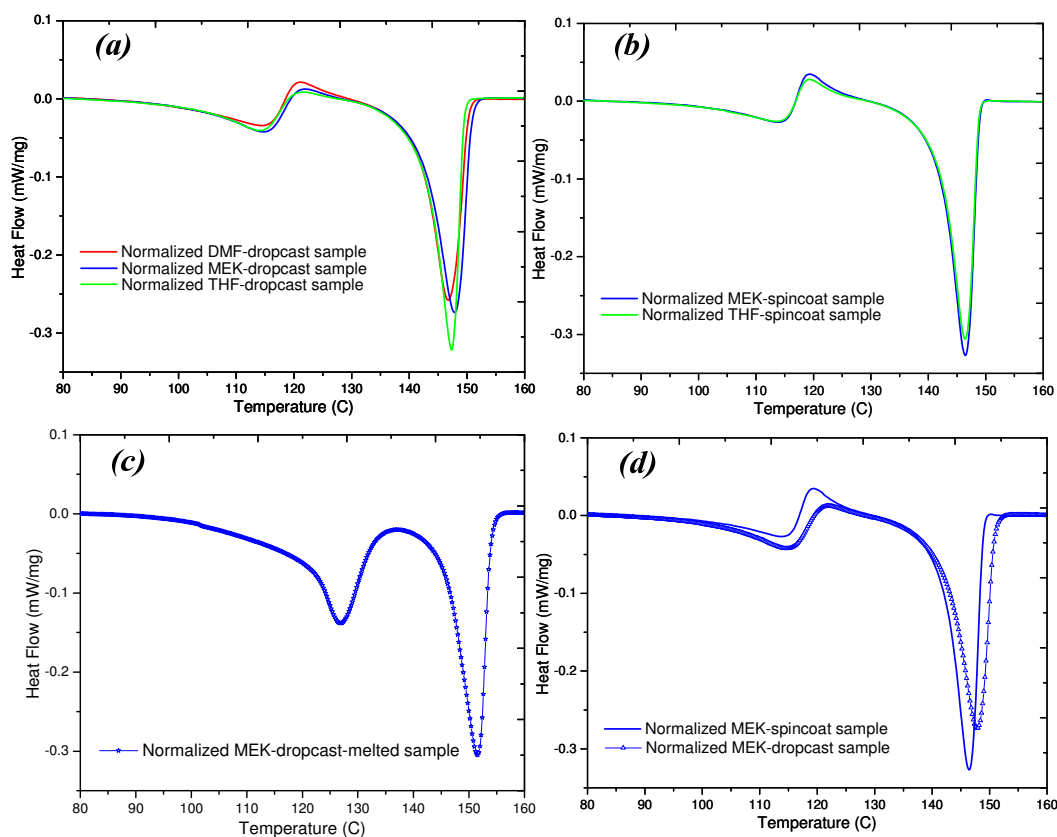 (a)
0.1
0.0
-0.1
-0.2
-0.3
Heat Flow (mW/mg)
Normalized DMF-dropcast sample
Normalized MEK-dropcast sample
Normalized THF-dropcast sample
80 90 100 110 120 130 140 150 160
Temperature (C)
(b)
0.1
0.0
-0.1
-0.2
-0.3
Heat Flow (mW/mg)
Normalized MEK-spincoat sample
Normalized THF-spincoat sample
80 90 100 110 120 130 140 150 160
Temperature (C)
(c)
0.1
0.0
-0.1
-0.2
-0.3
Heat Flow (mW/mg)
Normalized MEK-dropcast-melted sample
80 90 100 110 120 130 140 150 160
Temperature (C)
(d)
0.1
0.0
-0.1
-0.2
-0.3
Heat Flow (mW/mg)
Normalized MEK-spincoat sample
Normalized MEK-dropcast sample
80 90 100 110 120 130 140 150 160
Temperature (C)